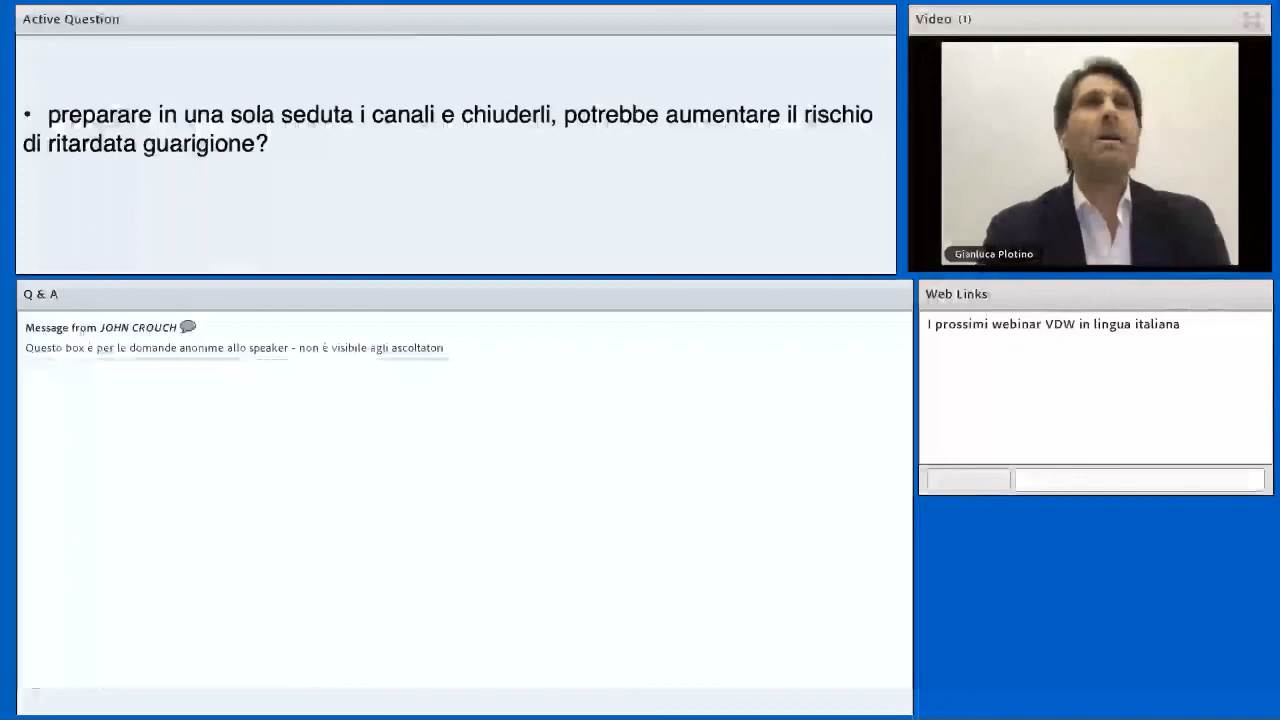 Active Question
Video (1)
• preparare in una sola seduta i canali e chiuderli, potrebbe aumentare il rischio
di ritardata guarigione?
Gianluca Plotino
Q & A
Message from JOHN CROUCH
Questo box è per le domande anonime allo speaker - non è visibile agli ascoltatori
Web Links
I prossimi webinar VDW in lingua italiana